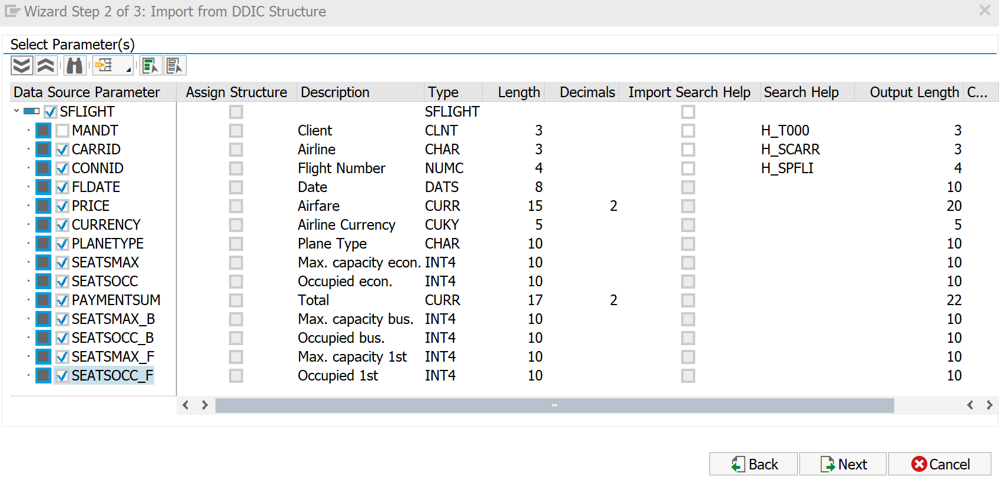 Wizard Step 2 of 3: Import from DDIC Structure
Select Parameter(s)
Data Source Parameter Assign Structure Description Type Length Decimals Import Search Help Search Help Output Length C...
SFLIGHT SFLIGHT
MANDT Client CLNT 3 H_T000 3
CARRID Airline CHAR 3 H_SCARR 3
CONNID Flight Number NUMC 4 H_SPFLI 4
FLDATE Date DATS 8 10
PRICE Airfare CURR 15 2 20
CURRENCY Airline Currency CUKY 5 5
PLANETYPE Plane Type CHAR 10 10
SEATSMAX Max. capacity econ. INT4 10 10
SEATSOCC Occupied econ. INT4 10 10
PAYMENTSUM Total CURR 17 2 22
SEATSMAX_B Max. capacity bus. INT4 10 10
SEATSOCC_B Occupied bus. INT4 10 10
SEATSMAX_F Max. capacity 1st INT4 10 10
SEATSOCC_F Occupied 1st INT4 10 10
Back Next Cancel